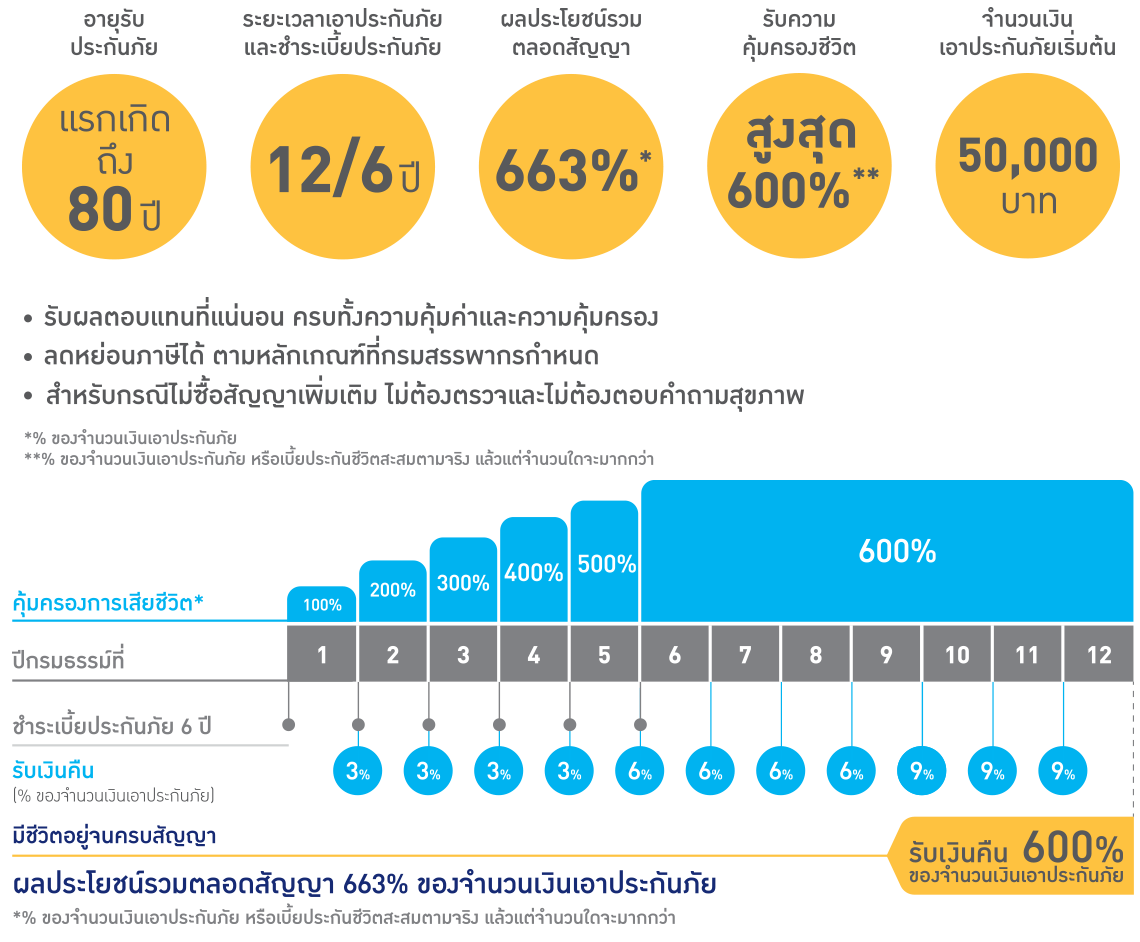 อายุรับ
ประกันภัย
แรกเกิด
ถึง
80 ปี
ระยะเวลาเอาประกันภัย
และชำระเบี้ยประกันภัย
12/6 ปี
ผลประโยชน์รวม
ตลอดสัญญา
663%*
รับความ
คุ้มครองชีวิต
สูงสุด
600%**
จำนวนเงิน
เอาประกันภัยเริ่มต้น
50,000
บาท
• รับผลตอบแทนที่แน่นอน ครบทั้งความคุ้มค่าและความคุ้มครอง
• ลดหย่อนภาษีได้ ตามหลักเกณฑ์ที่กรมสรรพากรกำหนด
• สำหรับกรณีไม่ซื้อสัญญาเพิ่มเติม ไม่ต้องตรวจและไม่ต้องตอบคำถามสุขภาพ
*% ของจำนวนเงินเอาประกันภัย
**% ของจำนวนเงินเอาประกันภัย หรือเบี้ยประกันชีวิตสะสมตามจริง แล้วแต่จำนวนใดจะมากกว่า
คุ้มครองการเสียชีวิต* 100% 200% 300% 400% 500% 600%
ปีกรมธรรม์ที่ 1 2 3 4 5 6 7 8 9 10 11 12
ชำระเบี้ยประกันภัย 6 ปี
รับเงินคืน 3% 3% 3% 3% 6% 6% 6% 6% 9% 9% 9%
(% ของจำนวนเงินเอาประกันภัย)
มีชีวิตอยู่จนครบสัญญา
รับเงินคืน 600%
ของจำนวนเงินเอาประกันภัย
ผลประโยชน์รวมตลอดสัญญา 663% ของจำนวนเงินเอาประกันภัย
*% ของจำนวนเงินเอาประกันภัย หรือเบี้ยประกันชีวิตสะสมตามจริง แล้วแต่จำนวนใดจะมากกว่า